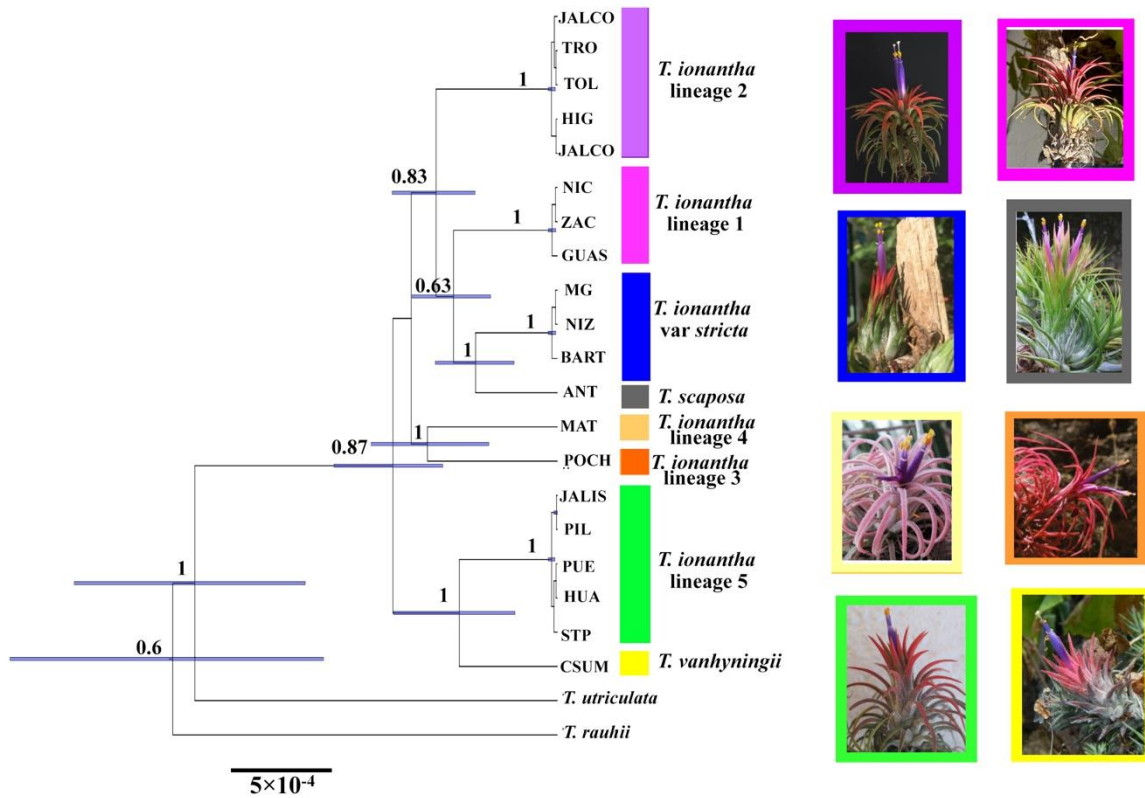 JALCO
TRO
TOL
HIG
JALCO
1
T. ionantha
lineage 2
0.83
NIC
ZAC
GUAS
1
T. ionantha
lineage 1
0.63
MG
NIZ
BART
1
T. ionantha
var stricta
1
ANT
T. scaposa
MAT
T. ionantha
lineage 4
1
0.87
POCH
T. ionantha
lineage 3
JALIS
PIL
PUE
HUA
STP
1
T. ionantha
lineage 5
1
CSUM
T. vanhyningii
1
0.6
T. utriculata
T. rauhii
5×10⁻⁴